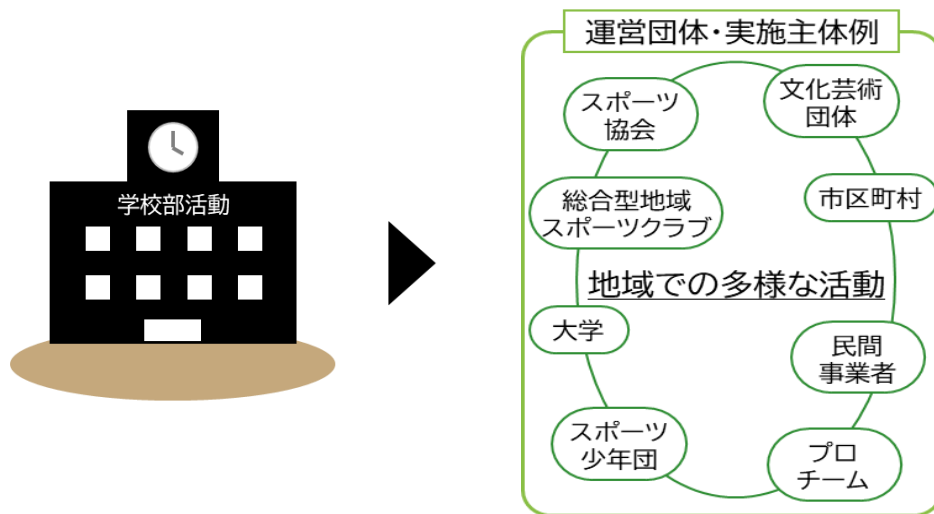 学校部活動
運営団体・実施主体例
スポーツ
協会
文化芸術
団体
総合型地域
スポーツクラブ
市区町村
地域での多様な活動
大学
民間
事業者
スポーツ
少年団
プロ
チーム